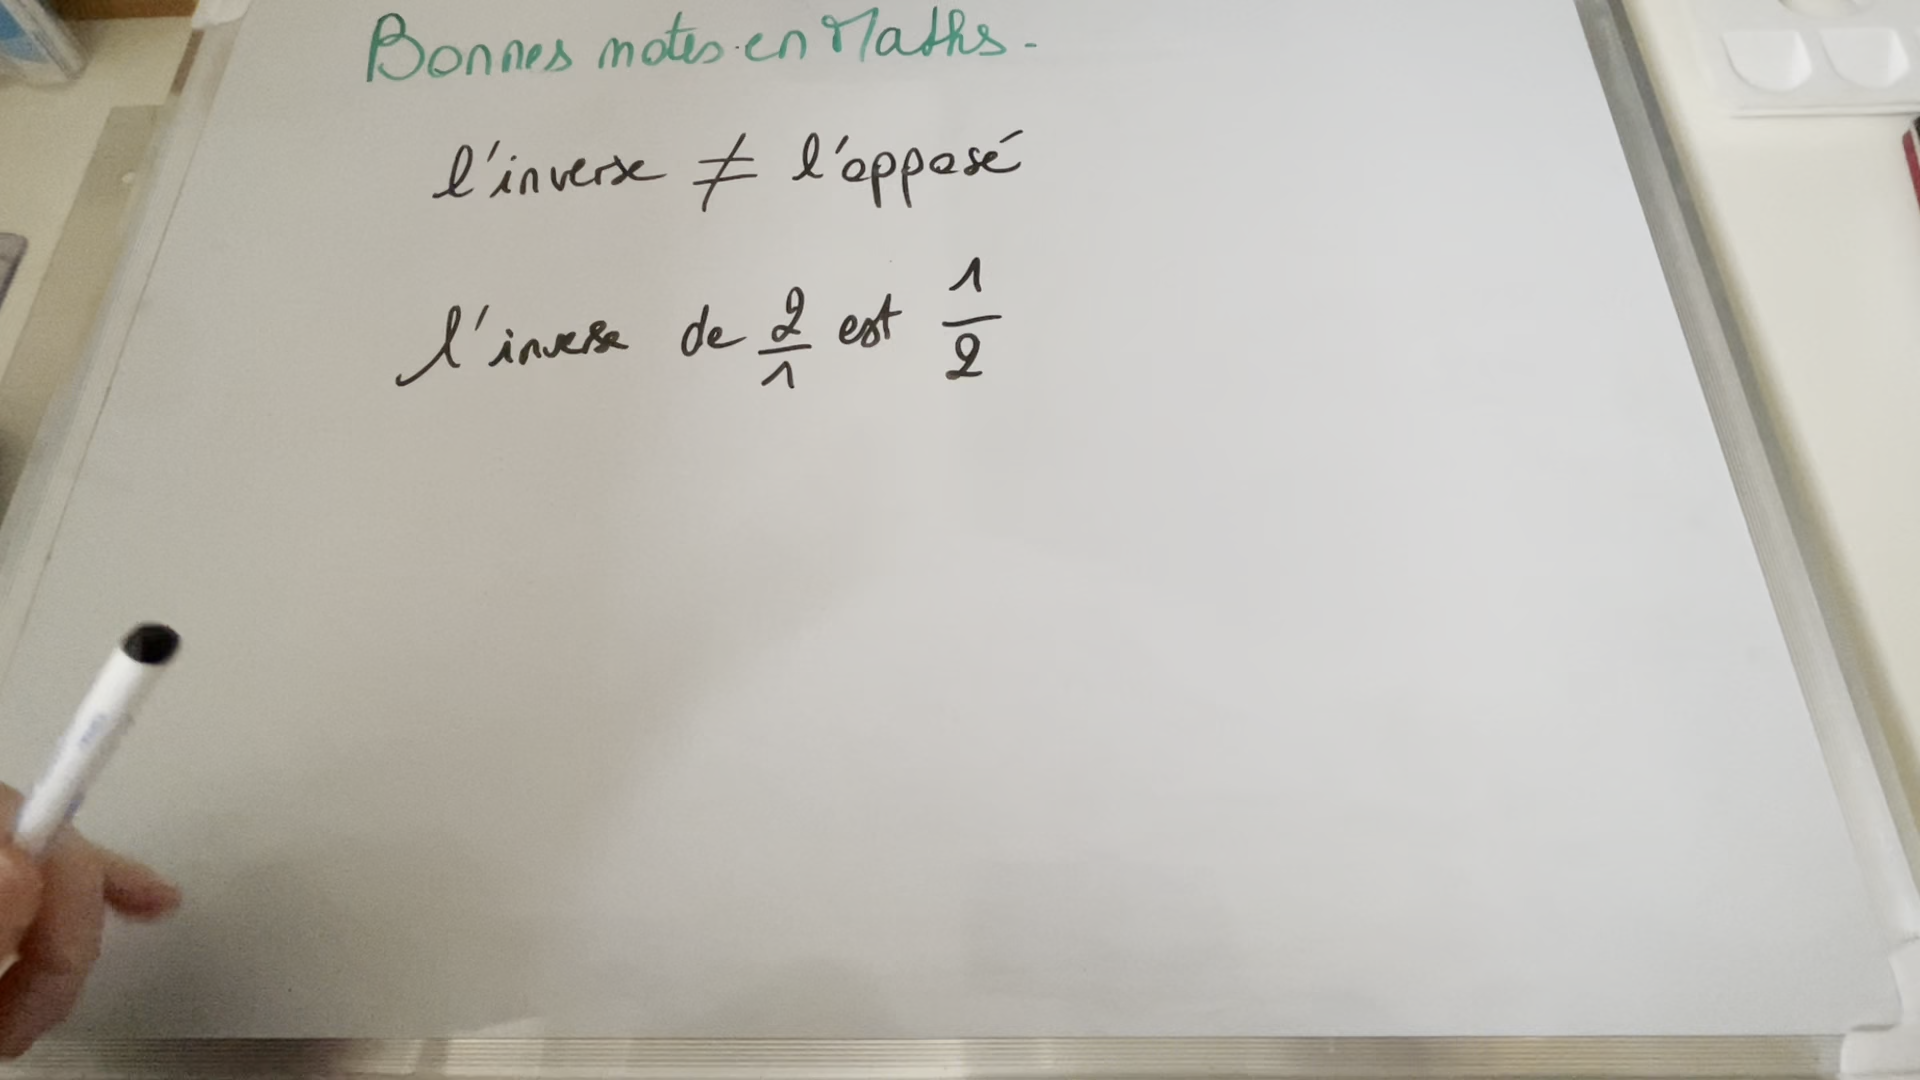 Bonnes notes en Maths.
l'inverse ≠ l'opposé
l'inverse de 2/1 est 1/2